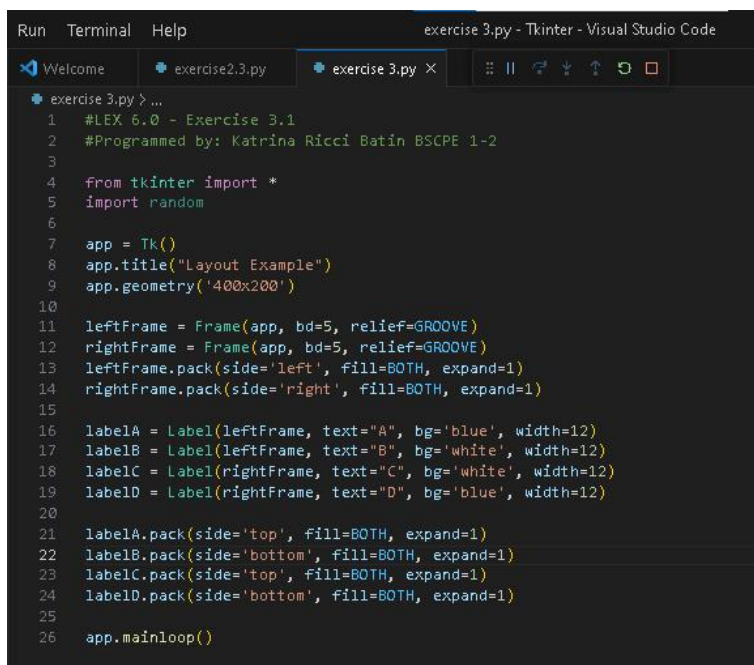 Run Terminal Help exercise 3.py - Tkinter - Visual Studio Code
Welcome exercise2.3.py exercise 3.py ×
exercise 3.py > ...
1 #LEX 6.0 - Exercise 3.1
2 #Programmed by: Katrina Ricci Batin BSCPE 1-2
3
4 from tkinter import *
5 import random
6
7 app = Tk()
8 app.title("Layout Example")
9 app.geometry('400x200')
10
11 leftFrame = Frame(app, bd=5, relief=GROOVE)
12 rightFrame = Frame(app, bd=5, relief=GROOVE)
13 leftFrame.pack(side='left', fill=BOTH, expand=1)
14 rightFrame.pack(side='right', fill=BOTH, expand=1)
15
16 labelA = Label(leftFrame, text="A", bg='blue', width=12)
17 labelB = Label(leftFrame, text="B", bg='white', width=12)
18 labelC = Label(rightFrame, text="C", bg='white', width=12)
19 labelD = Label(rightFrame, text="D", bg='blue', width=12)
20
21 labelA.pack(side='top', fill=BOTH, expand=1)
22 labelB.pack(side='bottom', fill=BOTH, expand=1)
23 labelC.pack(side='top', fill=BOTH, expand=1)
24 labelD.pack(side='bottom', fill=BOTH, expand=1)
25
26 app.mainloop()